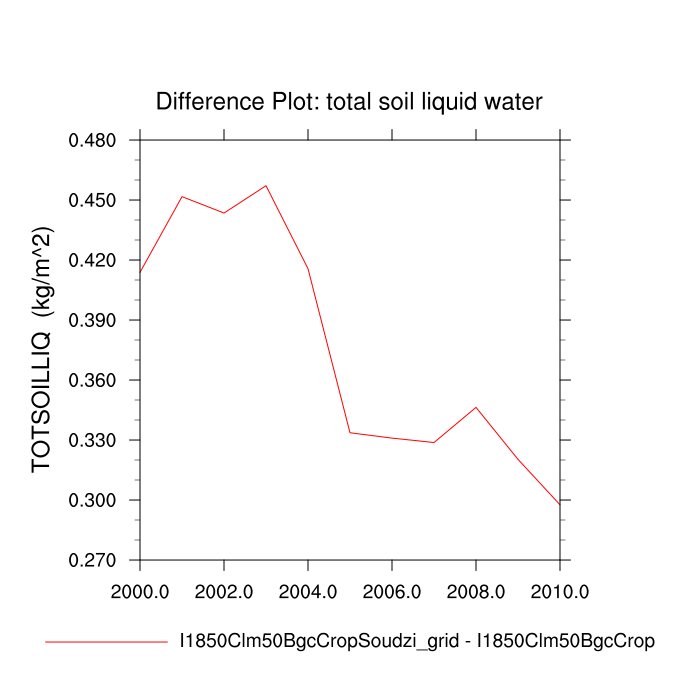 Difference Plot: total soil liquid water
TOTSOILLIQ (kg/m^2)
0.480
0.450
0.420
0.390
0.360
0.330
0.300
0.270
2000.0 2002.0 2004.0 2006.0 2008.0 2010.0
I1850Clm50BgcCropSoudzi_grid - I1850Clm50BgcCrop